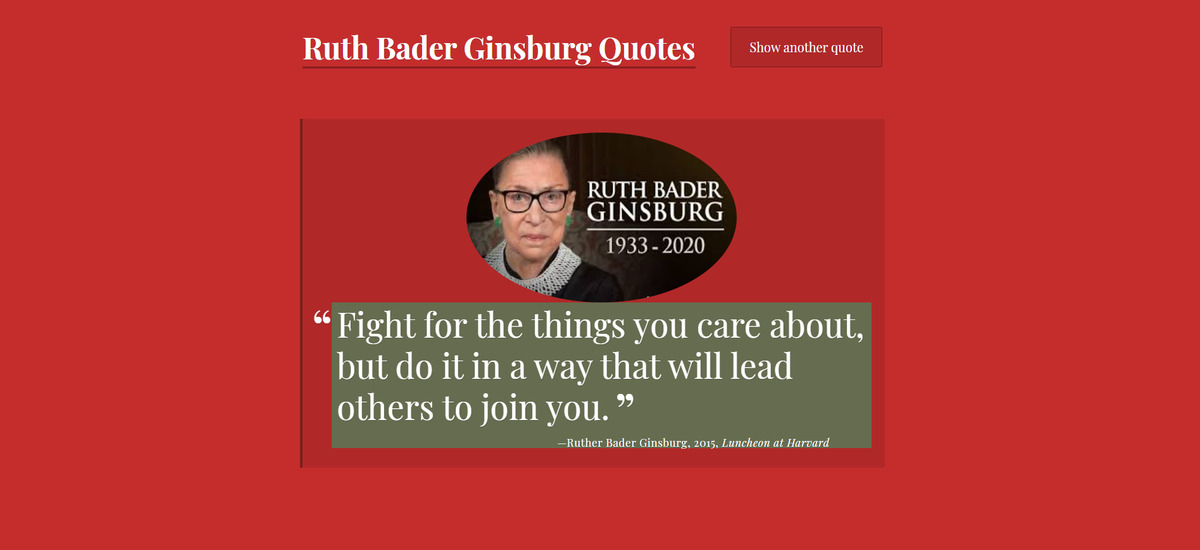 Ruth Bader Ginsburg Quotes
Show another quote
RUTH BADER
GINSBURG
1933 - 2020
“ Fight for the things you care about,
but do it in a way that will lead
others to join you. ”
—Ruther Bader Ginsburg, 2015, Luncheon at Harvard